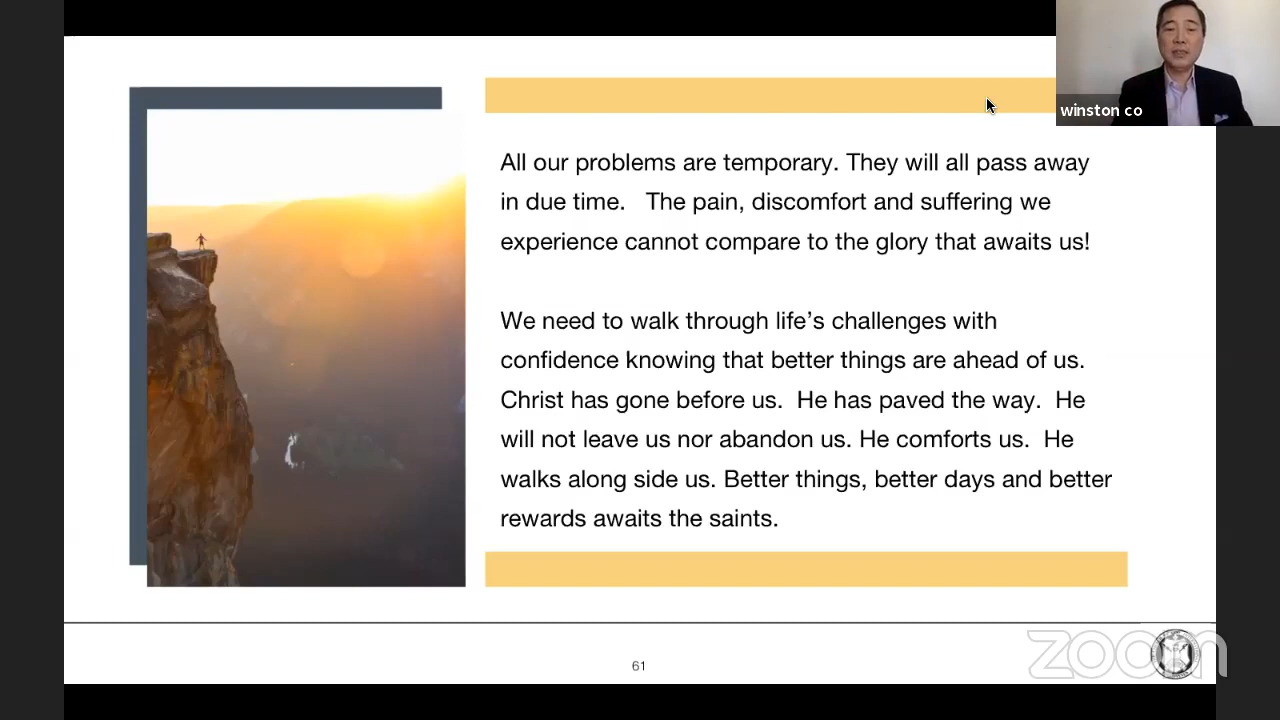 winston co
All our problems are temporary. They will all pass away
in due time.   The pain, discomfort and suffering we
experience cannot compare to the glory that awaits us!
We need to walk through life’s challenges with
confidence knowing that better things are ahead of us.
Christ has gone before us.  He has paved the way.  He
will not leave us nor abandon us. He comforts us.  He
walks along side us. Better things, better days and better
rewards awaits the saints.
61
zoom